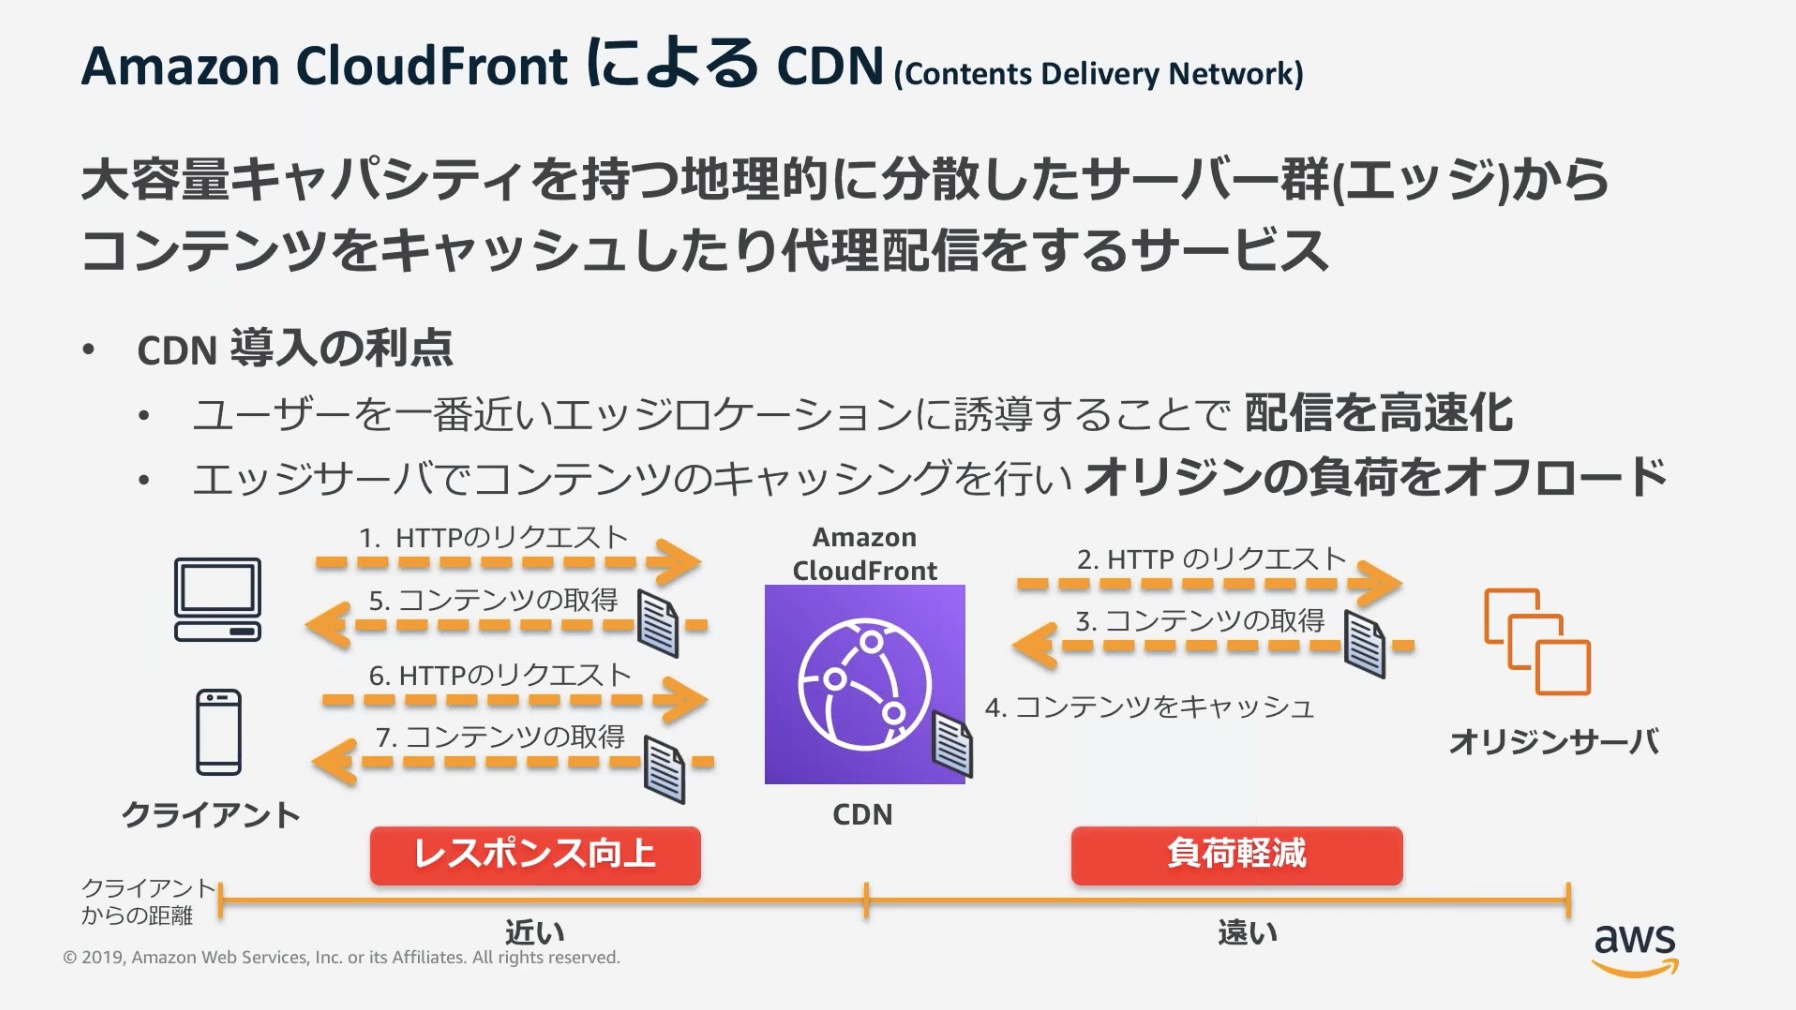 Amazon CloudFront による CDN (Contents Delivery Network)
大容量キャパシティを持つ地理的に分散したサーバー群(エッジ)から
コンテンツをキャッシュしたり代理配信をするサービス
• CDN 導入の利点
• ユーザーを一番近いエッジロケーションに誘導することで 配信を高速化
• エッジサーバでコンテンツのキャッシングを行い オリジンの負荷をオフロード
1. HTTPのリクエスト
5. コンテンツの取得
6. HTTPのリクエスト
7. コンテンツの取得
クライアント
Amazon
CloudFront
CDN
2. HTTP のリクエスト
3. コンテンツの取得
4. コンテンツをキャッシュ
オリジンサーバ
レスポンス向上
負荷軽減
クライアント
からの距離
近い
遠い
© 2019, Amazon Web Services, Inc. or its Affiliates. All rights reserved.
aws